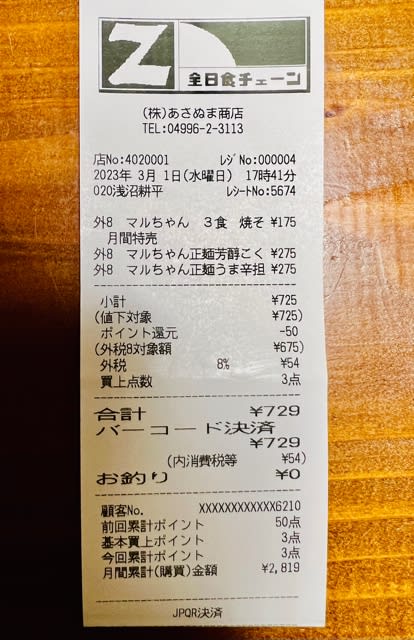 Z 全日食チェーン
(株)あさぬま商店
TEL:04996-2-3113
店No:4020001 レジNo:000004
2023年 3月 1日(水曜日) 17時41分
020浅沼耕平 レシートNo:5674
外8 マルちゃん 3食 焼そ ¥175
月間特売
外8 マルちゃん正麺芳醇こく ¥275
外8 マルちゃん正麺うま辛担 ¥275
小計 ¥725
(値下対象 ¥725)
ポイント還元 -50
(外税8対象額 ¥675)
外税 8% ¥54
買上点数 3点
合計 ¥729
バーコード決済
¥729
(内消費税等 ¥54)
お釣り ¥0
顧客No. XXXXXXXXXXXX6210
前回累計ポイント 50点
基本買上ポイント 3点
今回累計ポイント 3点
月間累計(購買)金額 ¥2,819
JPQR決済